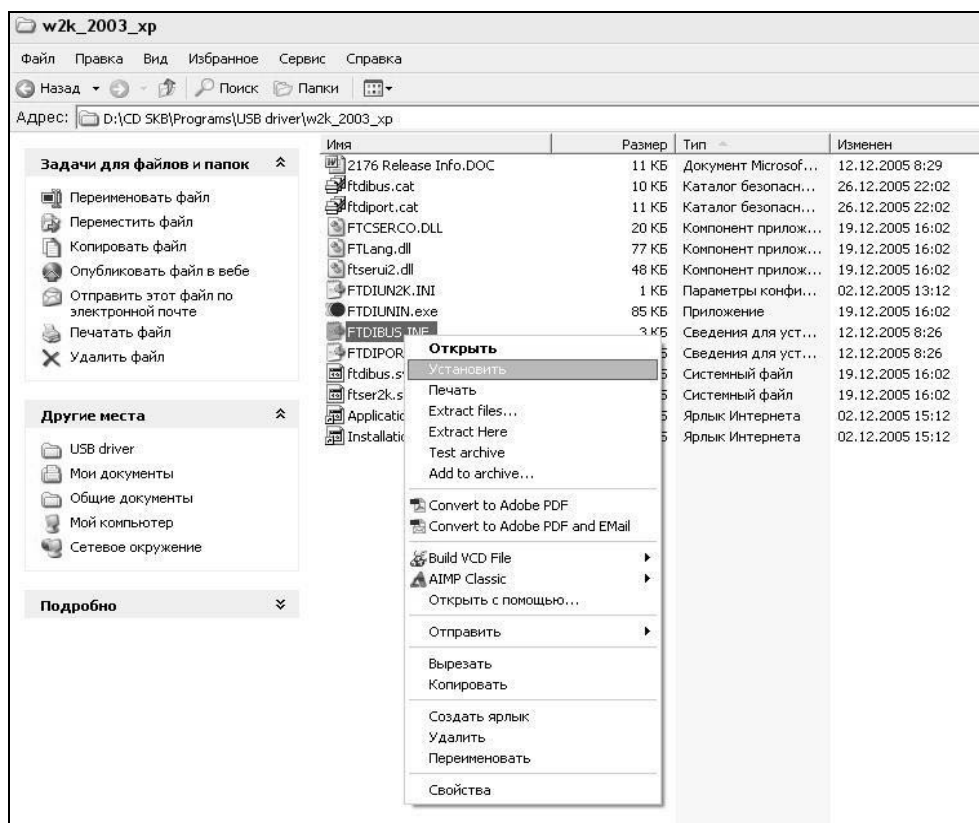 w2k_2003_xp
Файл Правка Вид Избранное Сервис Справка
Назад Поиск Папки
Адрес: D:\CD SKB\Programs\USB driver\w2k_2003_xp
Задачи для файлов и папок
Переименовать файл
Переместить файл
Копировать файл
Опубликовать файл в вебе
Отправить этот файл по
электронной почте
Печатать файл
Удалить файл
Другие места
USB driver
Мои документы
Общие документы
Мой компьютер
Сетевое окружение
Подробно
Имя Размер Тип Изменен
2176 Release Info.DOC 11 КБ Документ Microsof... 12.12.2005 8:29
ftdibus.cat 10 КБ Каталог безопасн... 26.12.2005 22:02
ftdiport.cat 11 КБ Каталог безопасн... 26.12.2005 22:02
FTCSERCO.DLL 20 КБ Компонент прилож... 19.12.2005 16:02
FTLang.dll 77 КБ Компонент прилож... 19.12.2005 16:02
ftserui2.dll 48 КБ Компонент прилож... 19.12.2005 16:02
FTDIUN2K.INI 1 КБ Параметры конфи... 02.12.2005 13:12
FTDIUNIN.exe 85 КБ Приложение 19.12.2005 16:02
FTDIBUS.INF 3 КБ Сведения для уст... 12.12.2005 8:26
FTDIPOR Б Сведения для уст... 12.12.2005 8:26
ftdibus.s Б Системный файл 19.12.2005 16:02
ftser2k.s Б Системный файл 19.12.2005 16:02
Applicatio Б Ярлык Интернета 02.12.2005 15:12
Installatio Б Ярлык Интернета 02.12.2005 15:12
Открыть
Установить
Печать
Extract files...
Extract Here
Test archive
Add to archive...
Convert to Adobe PDF
Convert to Adobe PDF and EMail
Build VCD File
AIMP Classic
Открыть с помощью...
Отправить
Вырезать
Копировать
Создать ярлык
Удалить
Переименовать
Свойства